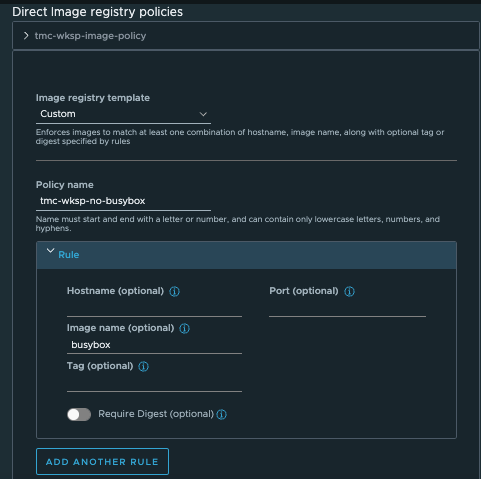 Direct Image registry policies
tmc-wksp-image-policy
Image registry template
Custom
Enforces images to match at least one combination of hostname, image name, along with optional tag or
digest specified by rules
Policy name
tmc-wksp-no-busybox
Name must start and end with a letter or number, and can contain only lowercase letters, numbers, and
hyphens.
Rule
Hostname (optional)
Port (optional)
Image name (optional)
busybox
Tag (optional)
Require Digest (optional)
ADD ANOTHER RULE